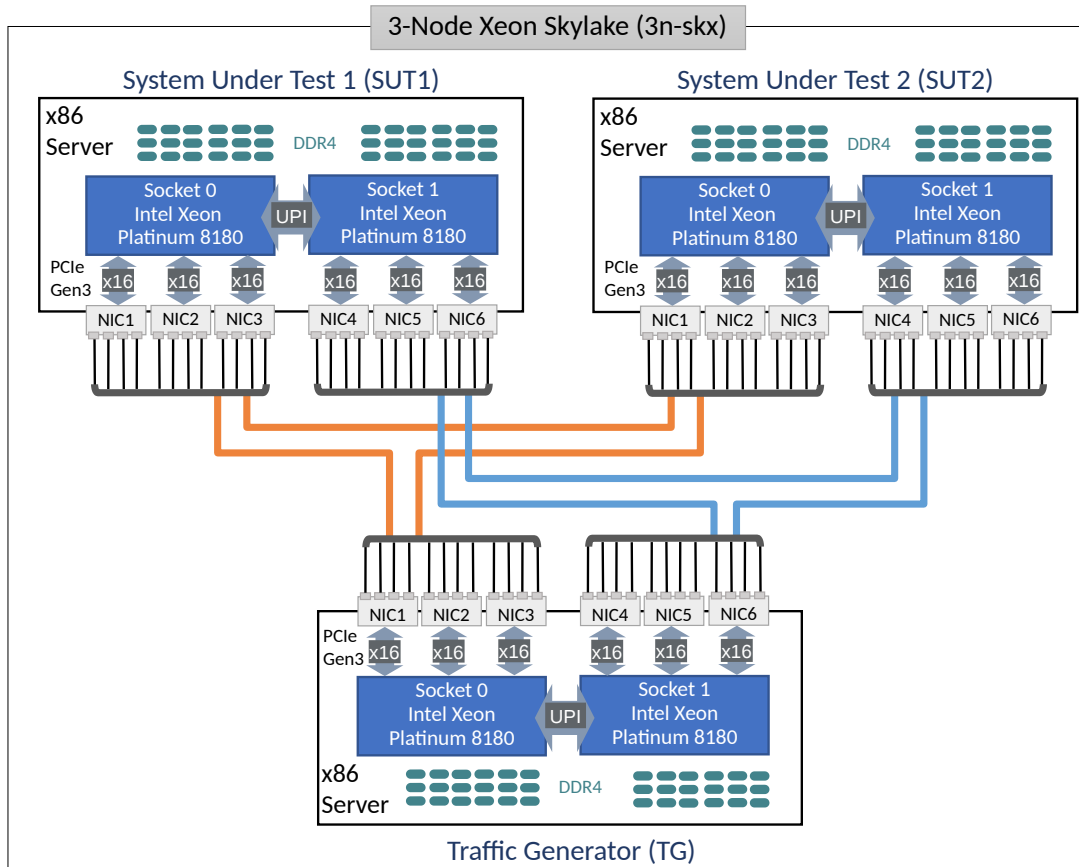 3-Node Xeon Skylake (3n-skx)
System Under Test 1 (SUT1)
System Under Test 2 (SUT2)
x86
Server
DDR4
Socket 0
Intel Xeon
Platinum 8180
UPI
Socket 1
Intel Xeon
Platinum 8180
PCIe
Gen3
x16
x16
x16
x16
x16
x16
NIC1
NIC2
NIC3
NIC4
NIC5
NIC6
x86
Server
DDR4
Socket 0
Intel Xeon
Platinum 8180
UPI
Socket 1
Intel Xeon
Platinum 8180
PCIe
Gen3
x16
x16
x16
x16
x16
x16
NIC1
NIC2
NIC3
NIC4
NIC5
NIC6
NIC1
NIC2
NIC3
NIC4
NIC5
NIC6
PCIe
Gen3
x16
x16
x16
x16
x16
x16
Socket 0
Intel Xeon
Platinum 8180
UPI
Socket 1
Intel Xeon
Platinum 8180
x86
Server
DDR4
Traffic Generator (TG)